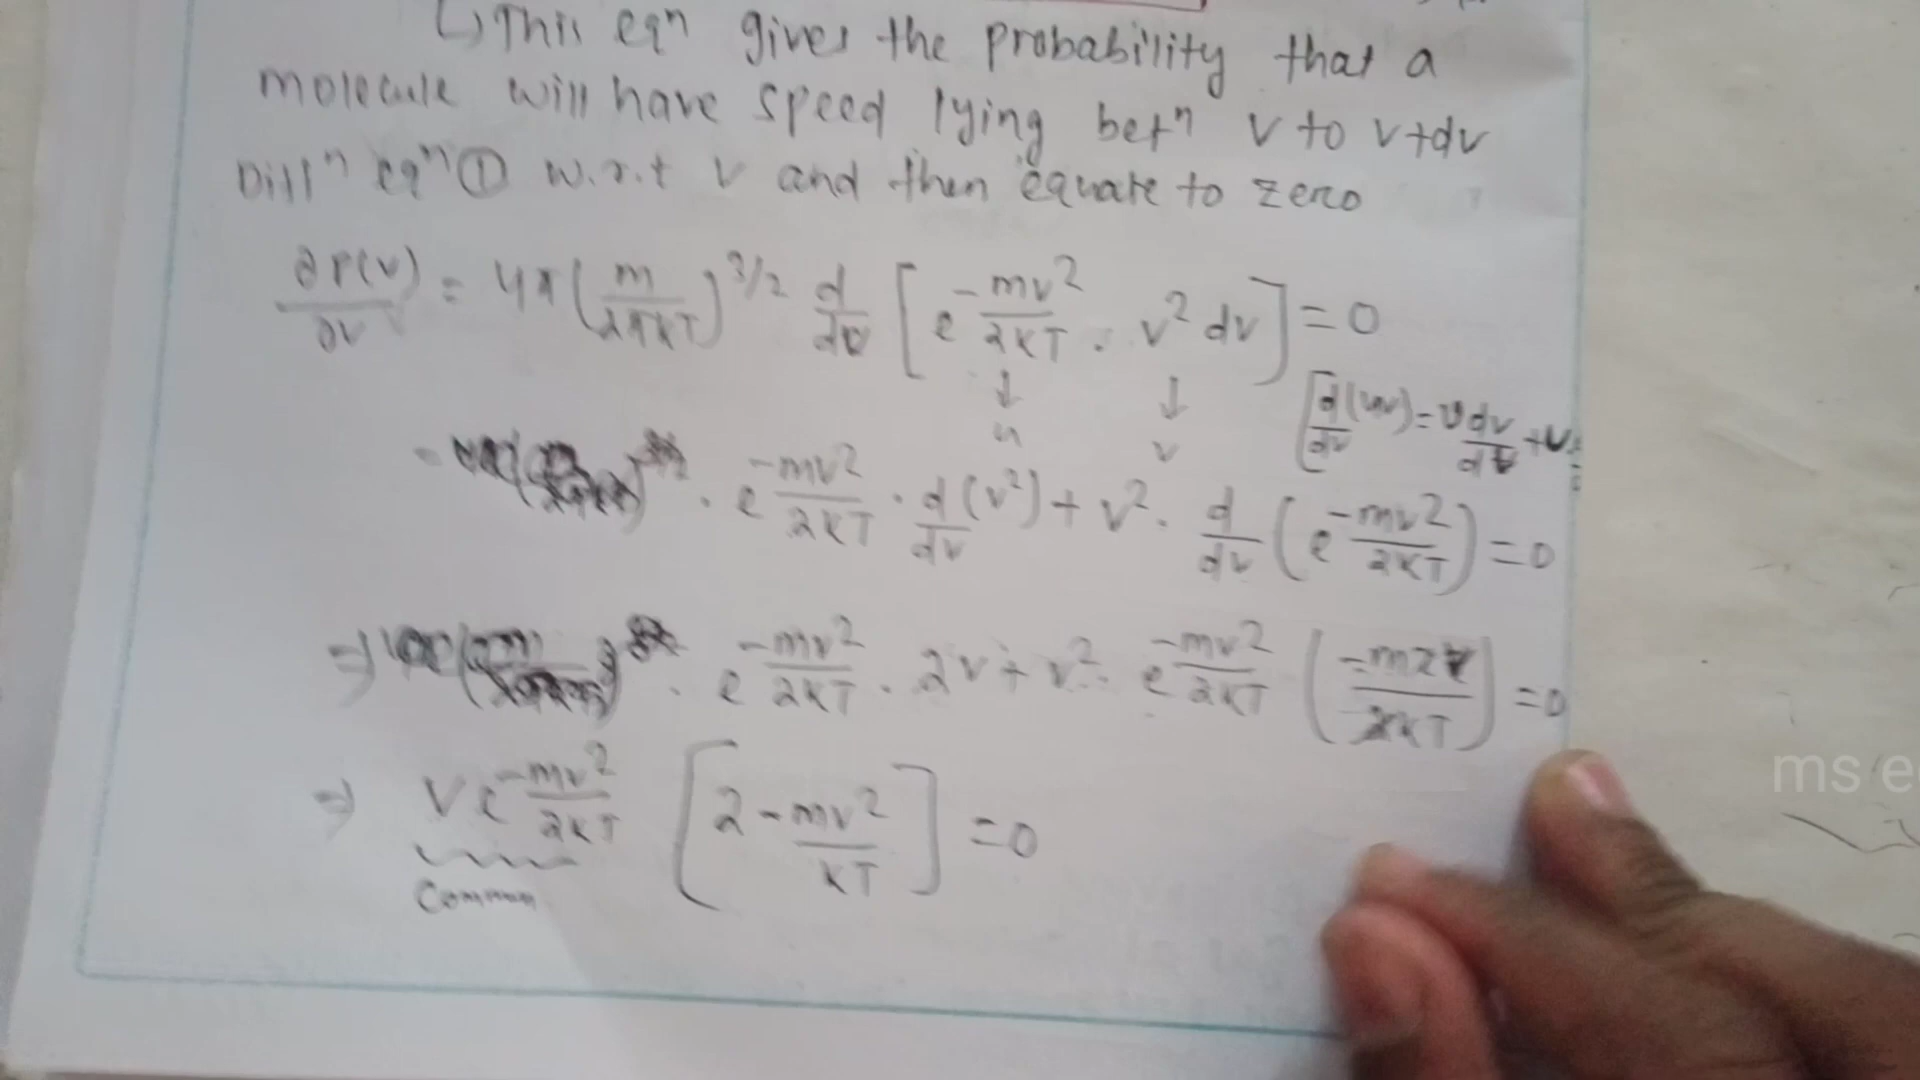 ↳ This eqn gives the probability that a
molecule will have speed lying betn v to v+dv
Diffn eqn ① w.r.t v and then equate to zero
∂P(v)/∂v = 4π(m/2πkT)^3/2 d/dv [e^-mv²/2kT . v² dv] = 0
↓ ↓
u v
[d/dv (uv) = u dv/dv + v
= . e^-mv²/2kT . d/dv (v²) + v² . d/dv (e^-mv²/2kT) = 0
⇒ . e^-mv²/2kT . 2v + v² . e^-mv²/2kT (-m2v/2kT) = 0
⇒ v e^-mv²/2kT [2 - mv²/kT] = 0
Common
ms e